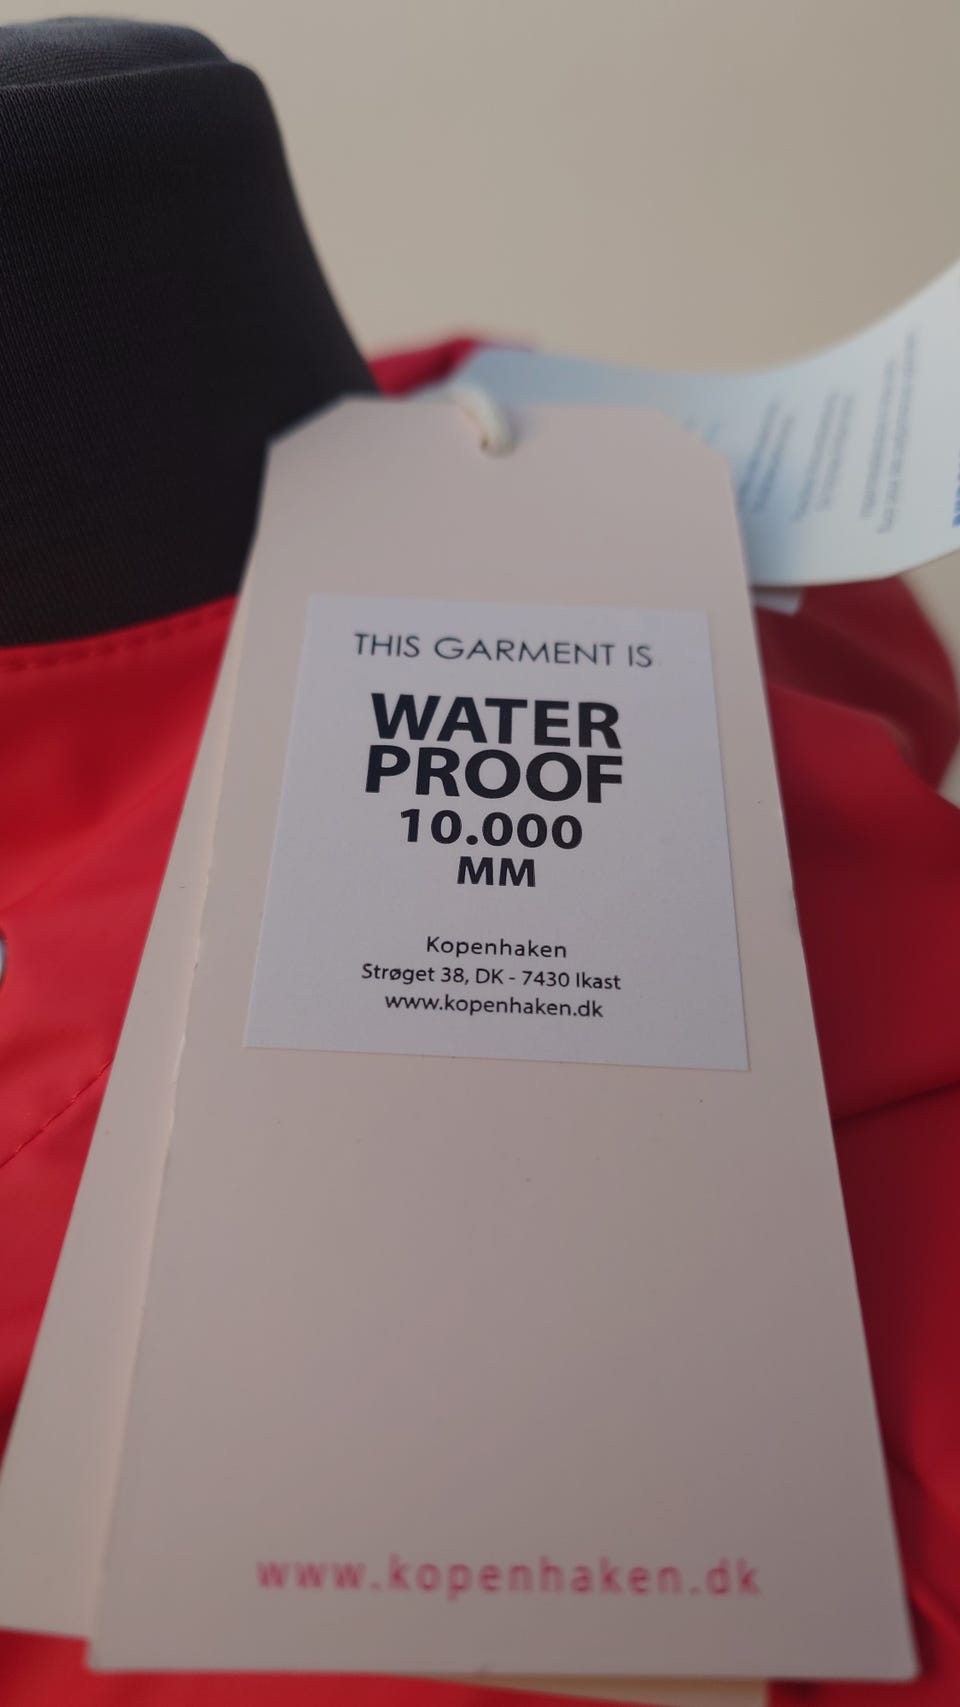 THIS GARMENT IS
WATER
PROOF
10.000
MM
Kopenhaken
Strøget 38, DK - 7430 Ikast
www.kopenhaken.dk
www.kopenhaken.dk